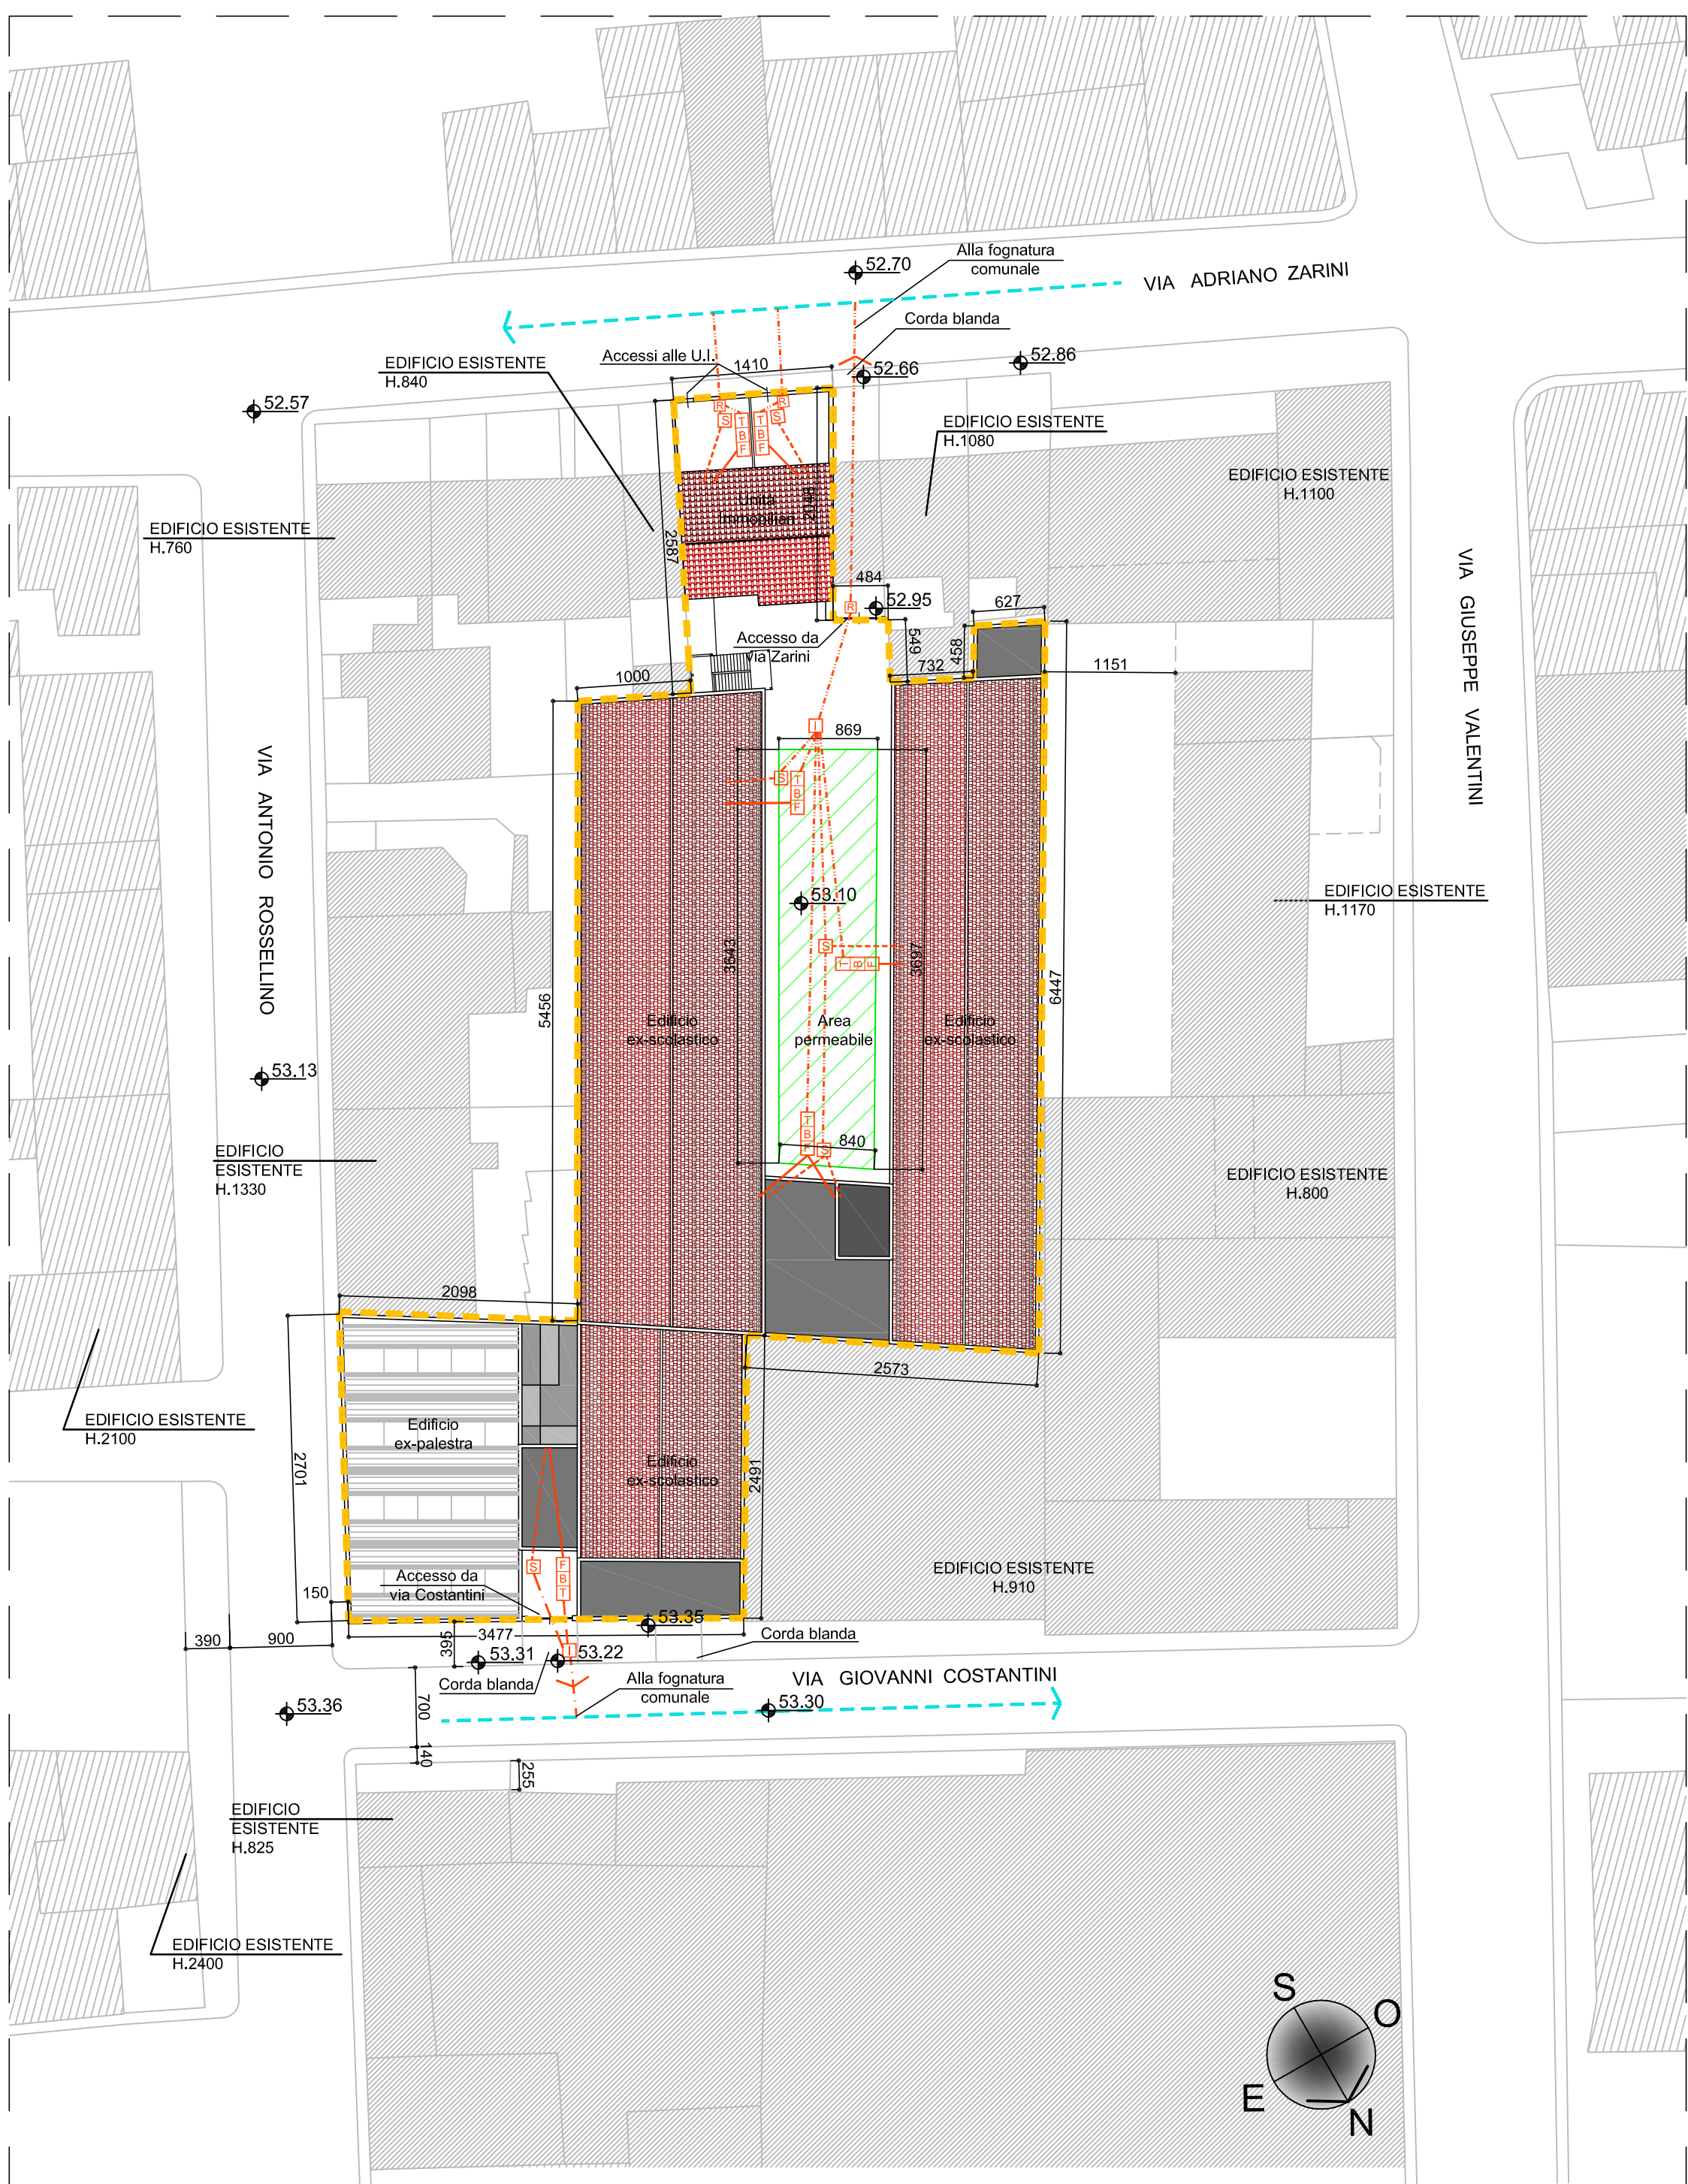 52.70
Alla fognatura
comunale
VIA ADRIANO ZARINI
Corda blanda
EDIFICIO ESISTENTE
H.840
Accessi alle U.I.
1410
52.66
52.86
52.57
R
R
S
T
B
F
T
B
F
S
EDIFICIO ESISTENTE
H.1080
EDIFICIO ESISTENTE
H.1100
EDIFICIO ESISTENTE
H.760
Unità
Immobiliari
2048
2587
484
R
52.95
627
Accesso da
via Zarini
549
458
732
1151
1000
VIA GIUSEPPE VALENTINI
VIA ANTONIO ROSSELLINO
I
869
S
T
B
F
53.10
EDIFICIO ESISTENTE
H.1170
3643
S
T B F
3697
6447
5456
Edificio
ex-scolastico
Area
permeabile
Edificio
ex-scolastico
53.13
T
B
F
S
840
EDIFICIO
ESISTENTE
H.1330
EDIFICIO ESISTENTE
H.800
2098
2573
EDIFICIO ESISTENTE
H.2100
Edificio
ex-palestra
Edificio
ex-scolastico
2701
2491
S
F
B
T
Accesso da
via Costantini
EDIFICIO ESISTENTE
H.910
150
390
900
395
3477
53.35
Corda blanda
I
53.31
53.22
Corda blanda
Alla fognatura
comunale
VIA GIOVANNI COSTANTINI
53.36
700
53.30
140
255
EDIFICIO
ESISTENTE
H.825
EDIFICIO ESISTENTE
H.2400
S
O
E
N